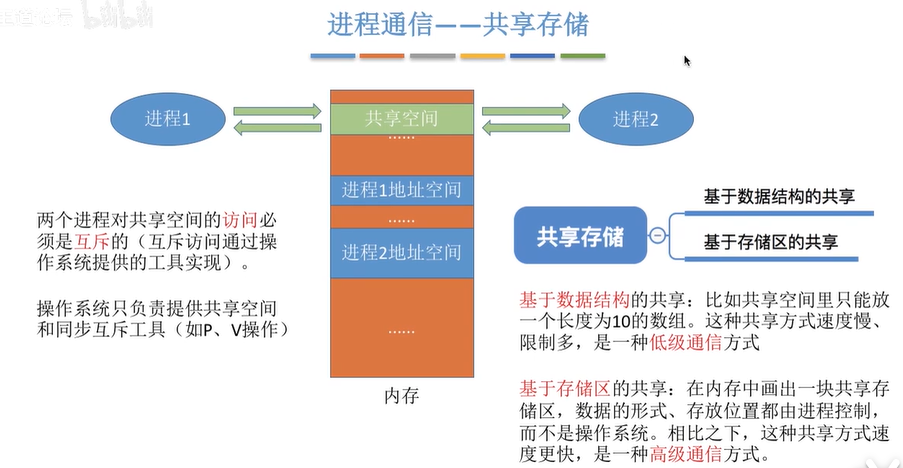 进程通信——共享存储
bilibili
进程1
共享空间
进程2
......
进程1地址空间
......
进程2地址空间
......
内存
两个进程对共享空间的访问必
须是互斥的（互斥访问通过操
作系统提供的工具实现）。
操作系统只负责提供共享空间
和同步互斥工具（如P、V操作）
共享存储
基于数据结构的共享
基于存储区的共享
基于数据结构的共享：比如共享空间里只能放
一个长度为10的数组。这种共享方式速度慢、
限制多，是一种低级通信方式
基于存储区的共享：在内存中画出一块共享存
储区，数据的形式、存放位置都由进程控制，
而不是操作系统。相比之下，这种共享方式速
度更快，是一种高级通信方式。